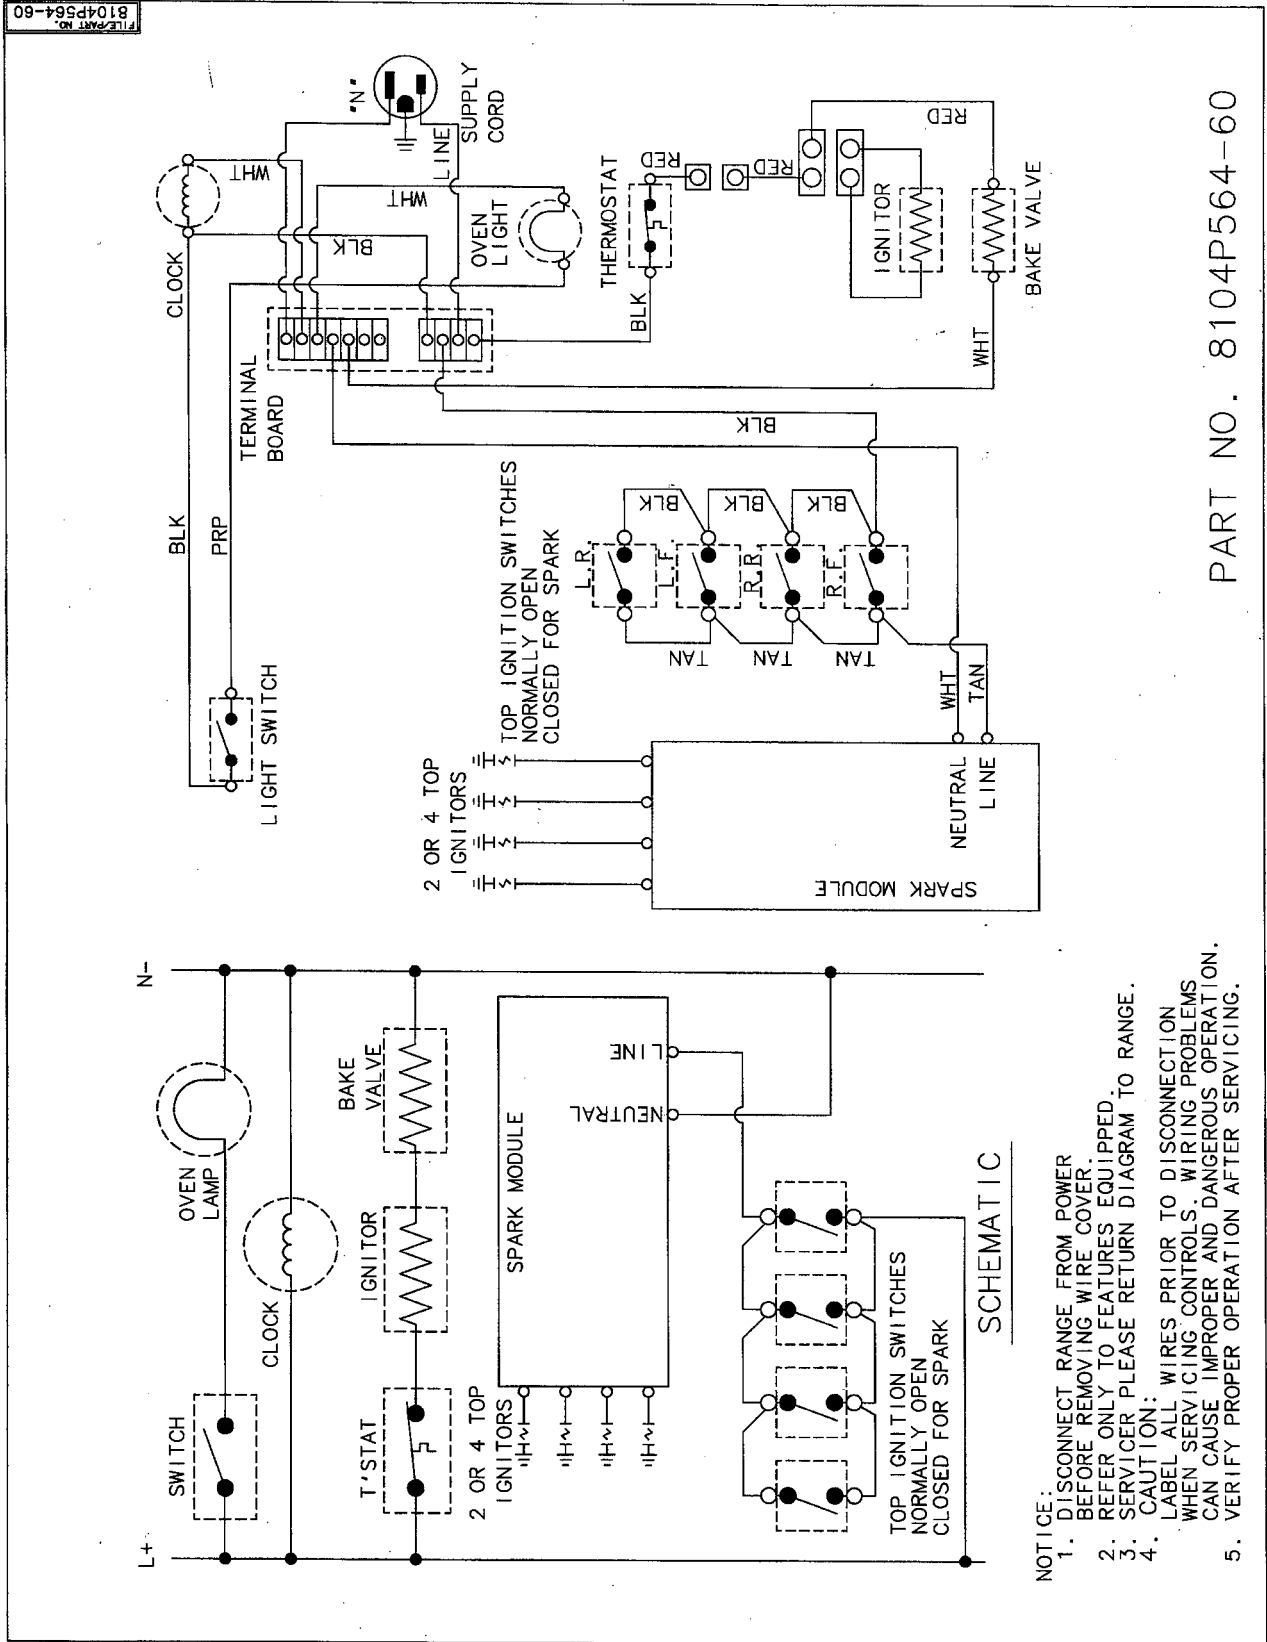 FILE/PART NO.
8104P564-60
L+
N-
SWITCH
OVEN
LAMP
CLOCK
T'STAT
IGNITOR
BAKE
VALVE
2 OR 4 TOP
IGNITORS
SPARK MODULE
NEUTRAL
LINE
TOP IGNITION SWITCHES
NORMALLY OPEN
CLOSED FOR SPARK
SCHEMATIC
NOTICE:
1. DISCONNECT RANGE FROM POWER
BEFORE REMOVING WIRE COVER.
2. REFER ONLY TO FEATURES EQUIPPED.
3. SERVICER PLEASE RETURN DIAGRAM TO RANGE.
4. CAUTION:
LABEL ALL WIRES PRIOR TO DISCONNECTION
WHEN SERVICING CONTROLS. WIRING PROBLEMS
CAN CAUSE IMPROPER AND DANGEROUS OPERATION.
5. VERIFY PROPER OPERATION AFTER SERVICING.
BLK
CLOCK
WHT
PRP
LIGHT SWITCH
TERMINAL
BOARD
BLK
WHT
"N"
LINE
SUPPLY
CORD
OVEN
LIGHT
2 OR 4 TOP
IGNITORS
TOP IGNITION SWITCHES
NORMALLY OPEN
CLOSED FOR SPARK
L.R.
L.F.
R.R.
R.F.
BLK
BLK
BLK
BLK
TAN
TAN
TAN
THERMOSTAT
BLK
RED
RED
RED
IGNITOR
BAKE VALVE
WHT
WHT
TAN
SPARK MODULE
NEUTRAL
LINE
PART NO. 8104P564-60